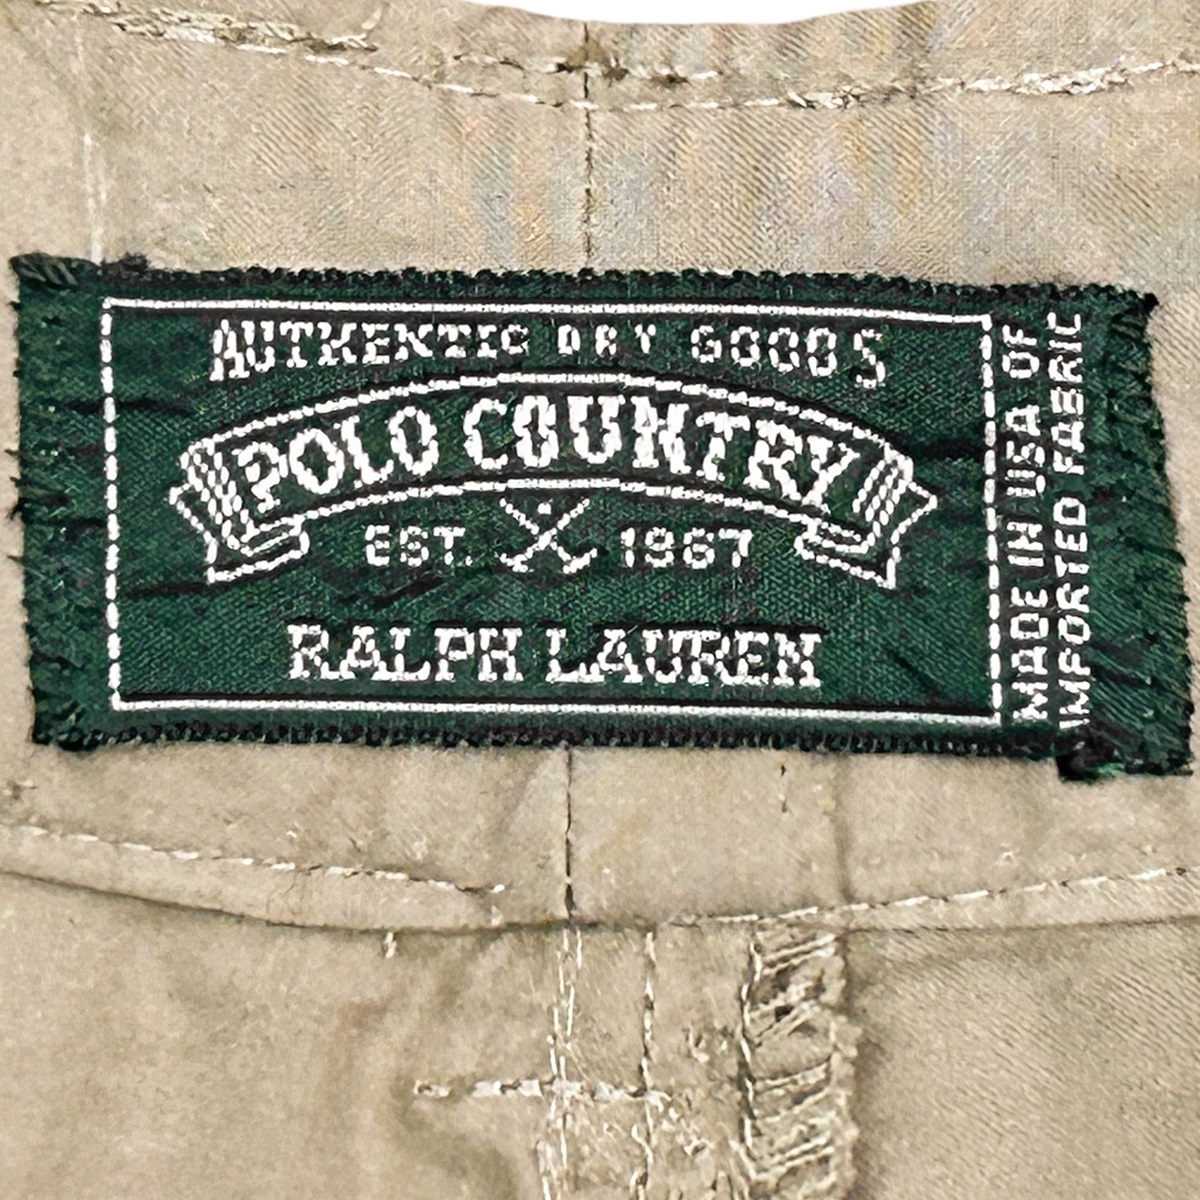 AUTHENTIC DRY GOODS
POLO COUNTRY
EST. 1967
RALPH LAUREN
MADE IN USA OF
IMPORTED FABRIC